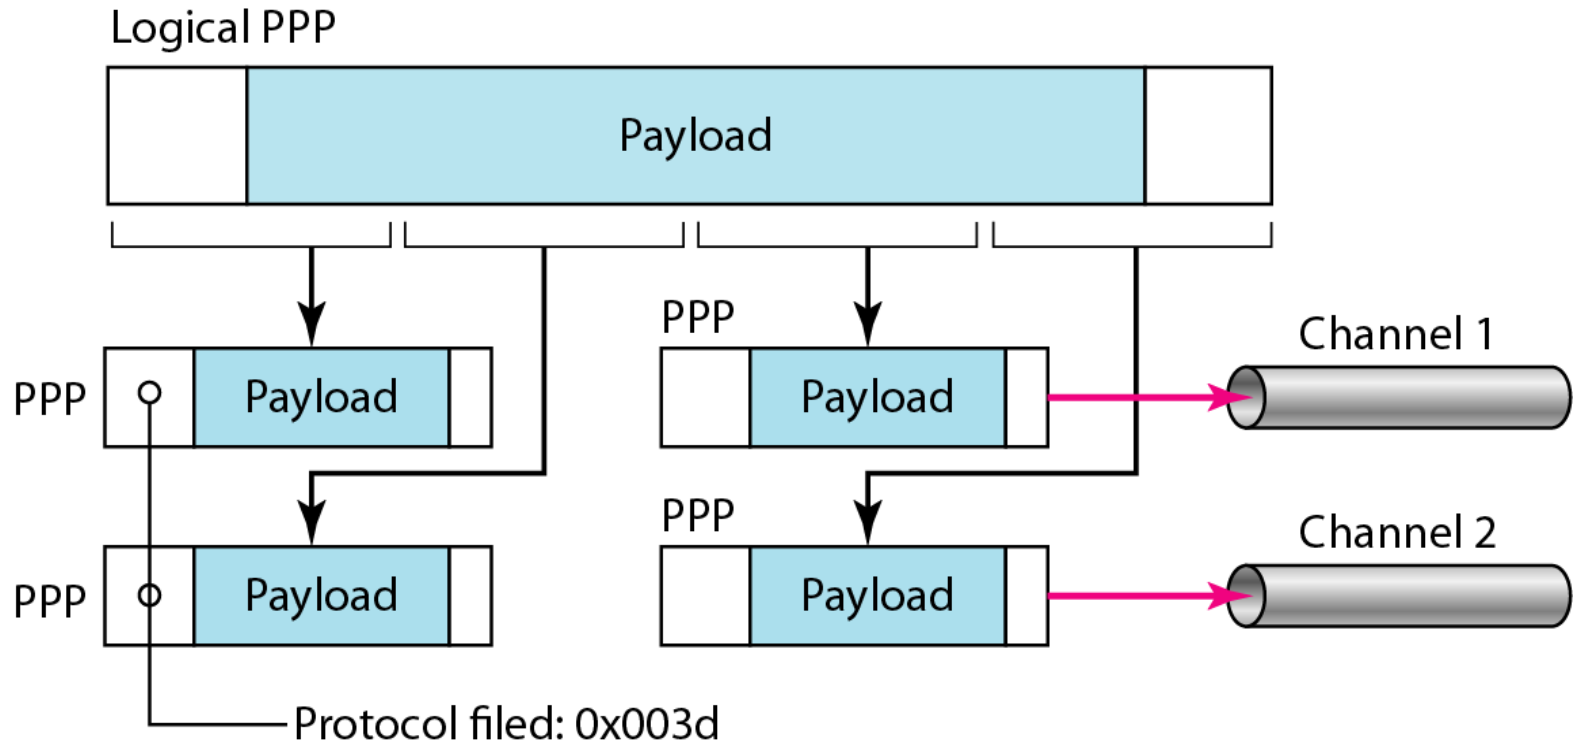 Logical PPP
Payload
PPP
Channel 1
PPP
Payload
Payload
PPP
Channel 2
PPP
Payload
Payload
Protocol filed: 0x003d